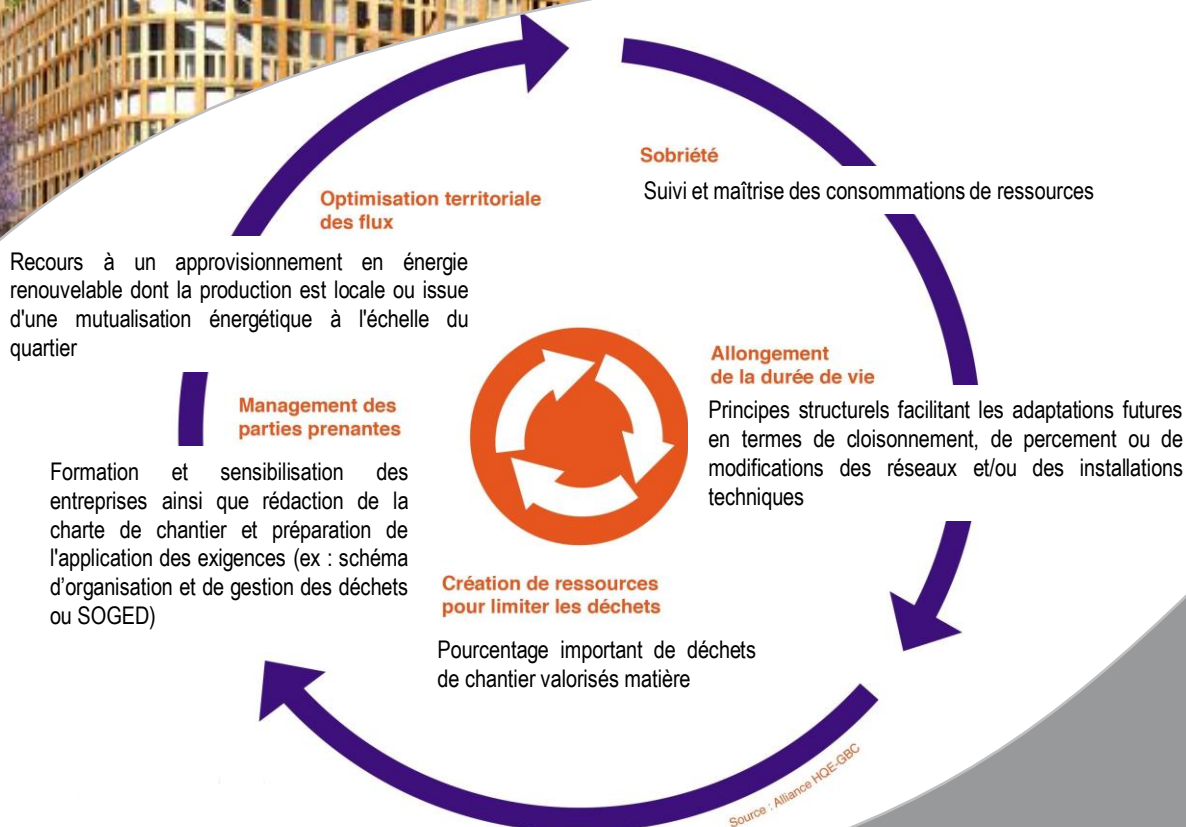 Sobriété
Suivi et maîtrise des consommations de ressources
Optimisation territoriale
des flux
Recours à un approvisionnement en énergie
renouvelable dont la production est locale ou issue
d'une mutualisation énergétique à l'échelle du
quartier
Allongement
de la durée de vie
Principes structurels facilitant les adaptations futures
en termes de cloisonnement, de percement ou de
modifications des réseaux et/ou des installations
techniques
Management des
parties prenantes
Formation et sensibilisation des
entreprises ainsi que rédaction de la
charte de chantier et préparation de
l'application des exigences (ex : schéma
d’organisation et de gestion des déchets
ou SOGED)
Création de ressources
pour limiter les déchets
Pourcentage important de déchets
de chantier valorisés matière
Source : Alliance HQE-GBC